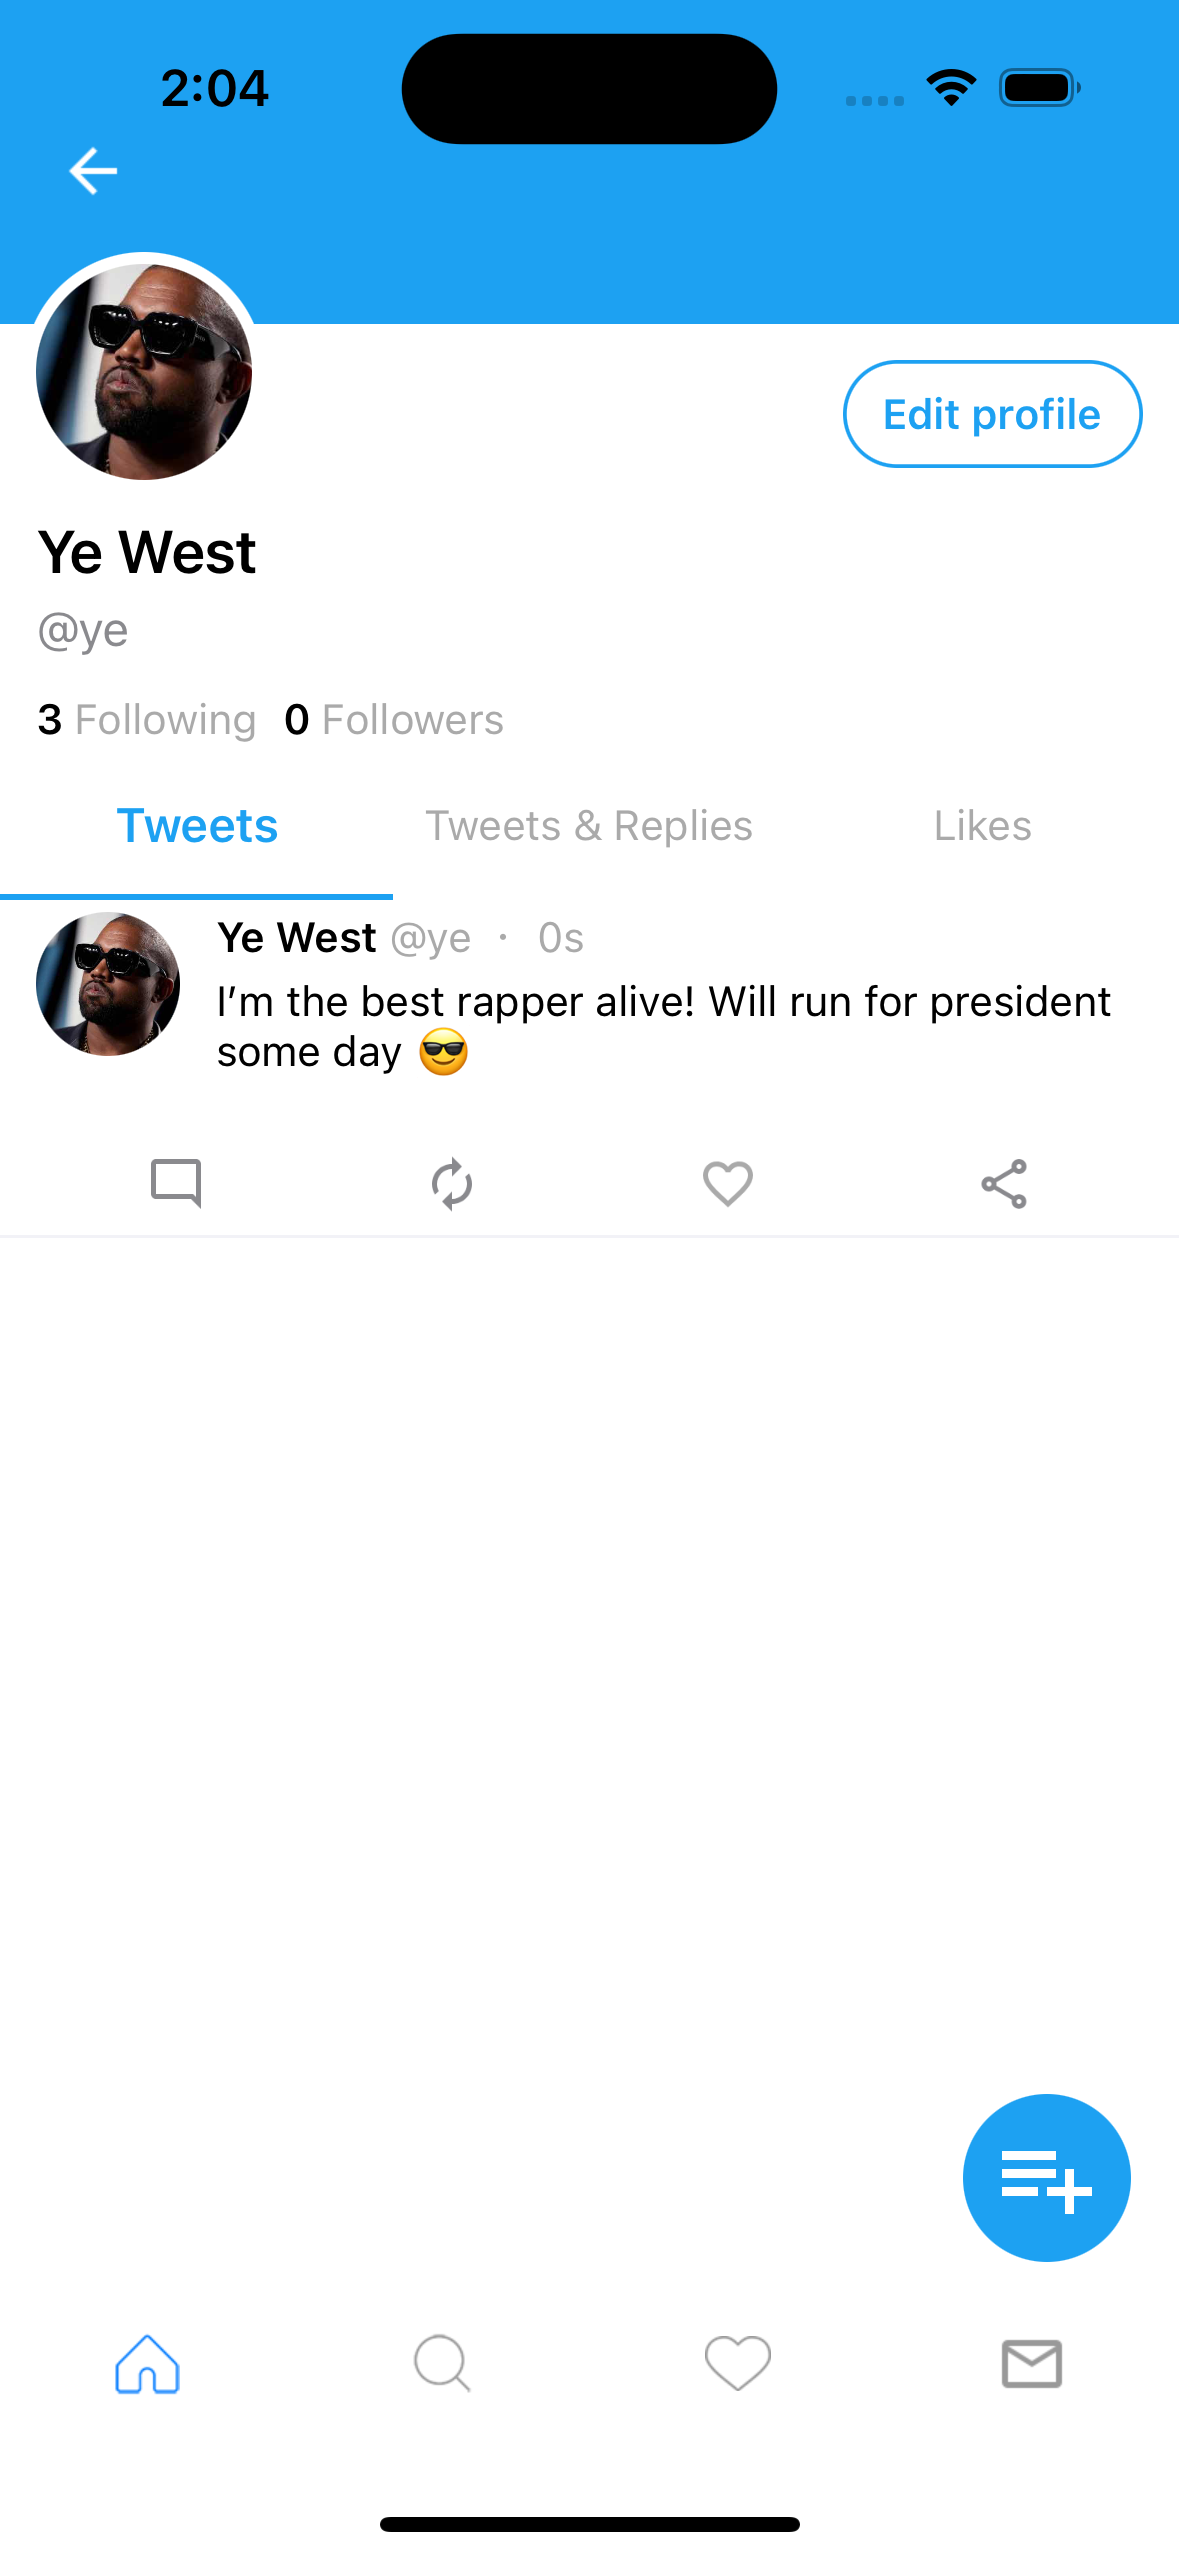 2:04
Edit profile
Ye West
@ye
3 Following 0 Followers
Tweets Tweets & Replies Likes
Ye West @ye · 0s
I’m the best rapper alive! Will run for president
some day 😎